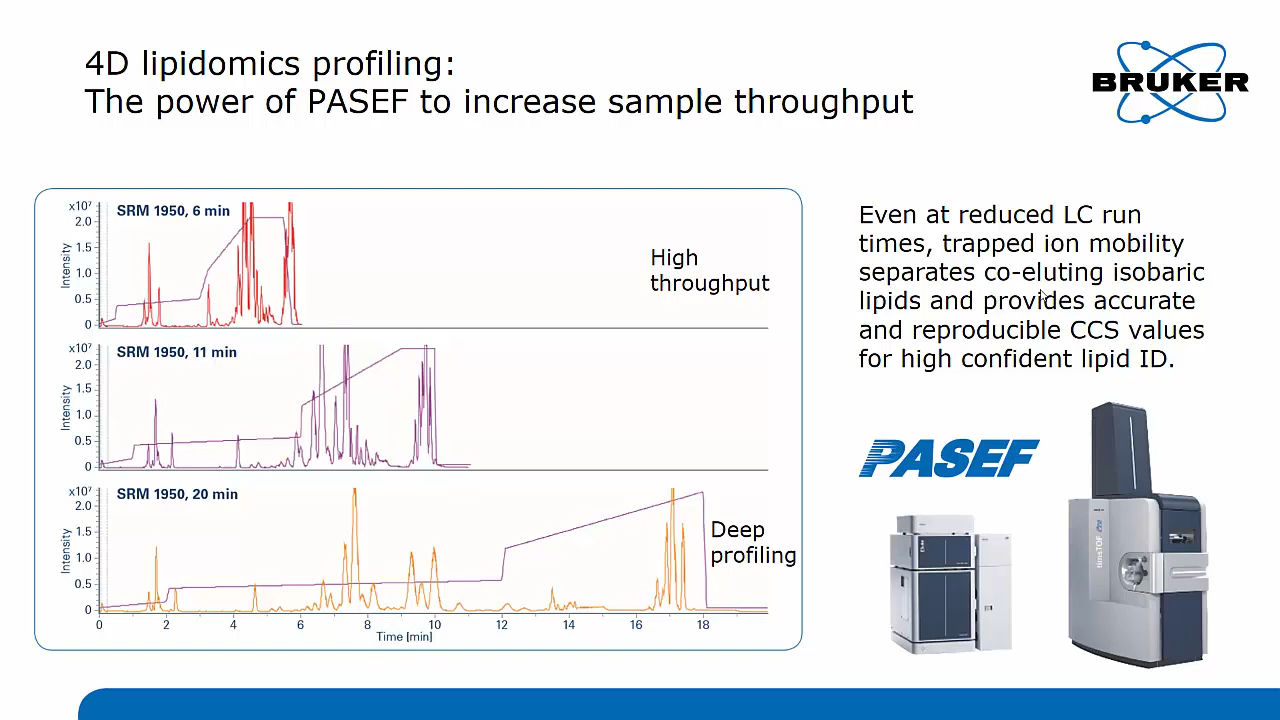 4D lipidomics profiling:
The power of PASEF to increase sample throughput
BRUKER
x10⁷
SRM 1950, 6 min
2.0
1.5
1.0
0.5
0
Intensity
High
throughput
x10⁷
SRM 1950, 11 min
2.0
1.5
1.0
0.5
0
Intensity
x10⁷
SRM 1950, 20 min
2.0
1.5
1.0
0.5
0
Intensity
Deep
profiling
0 2 4 6 8 10 12 14 16 18
Time [min]
Even at reduced LC run
times, trapped ion mobility
separates co-eluting isobaric
lipids and provides accurate
and reproducible CCS values
for high confident lipid ID.
PASEF
timsTOF